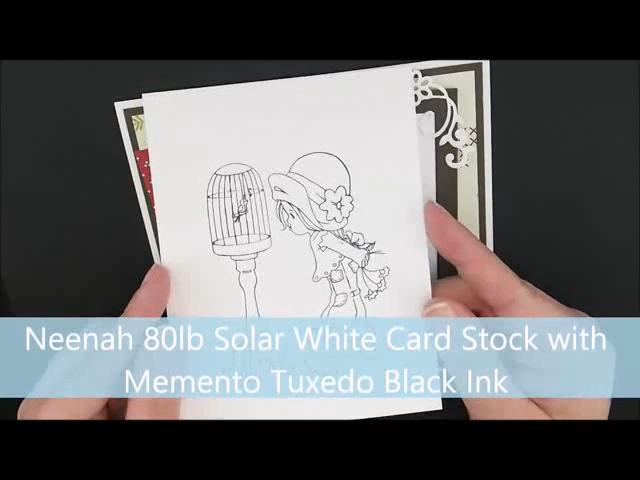 Neenah 80lb Solar White Card Stock with
Memento Tuxedo Black Ink